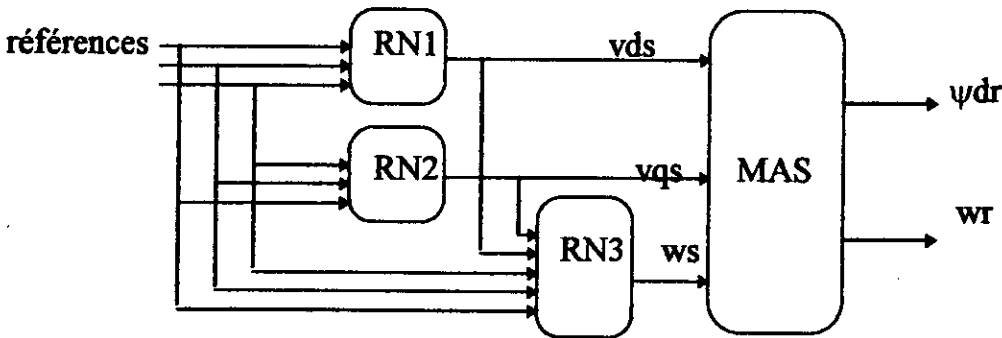 références
RN1
vds
ψdr
RN2
vqs
MAS
RN3
ws
wr